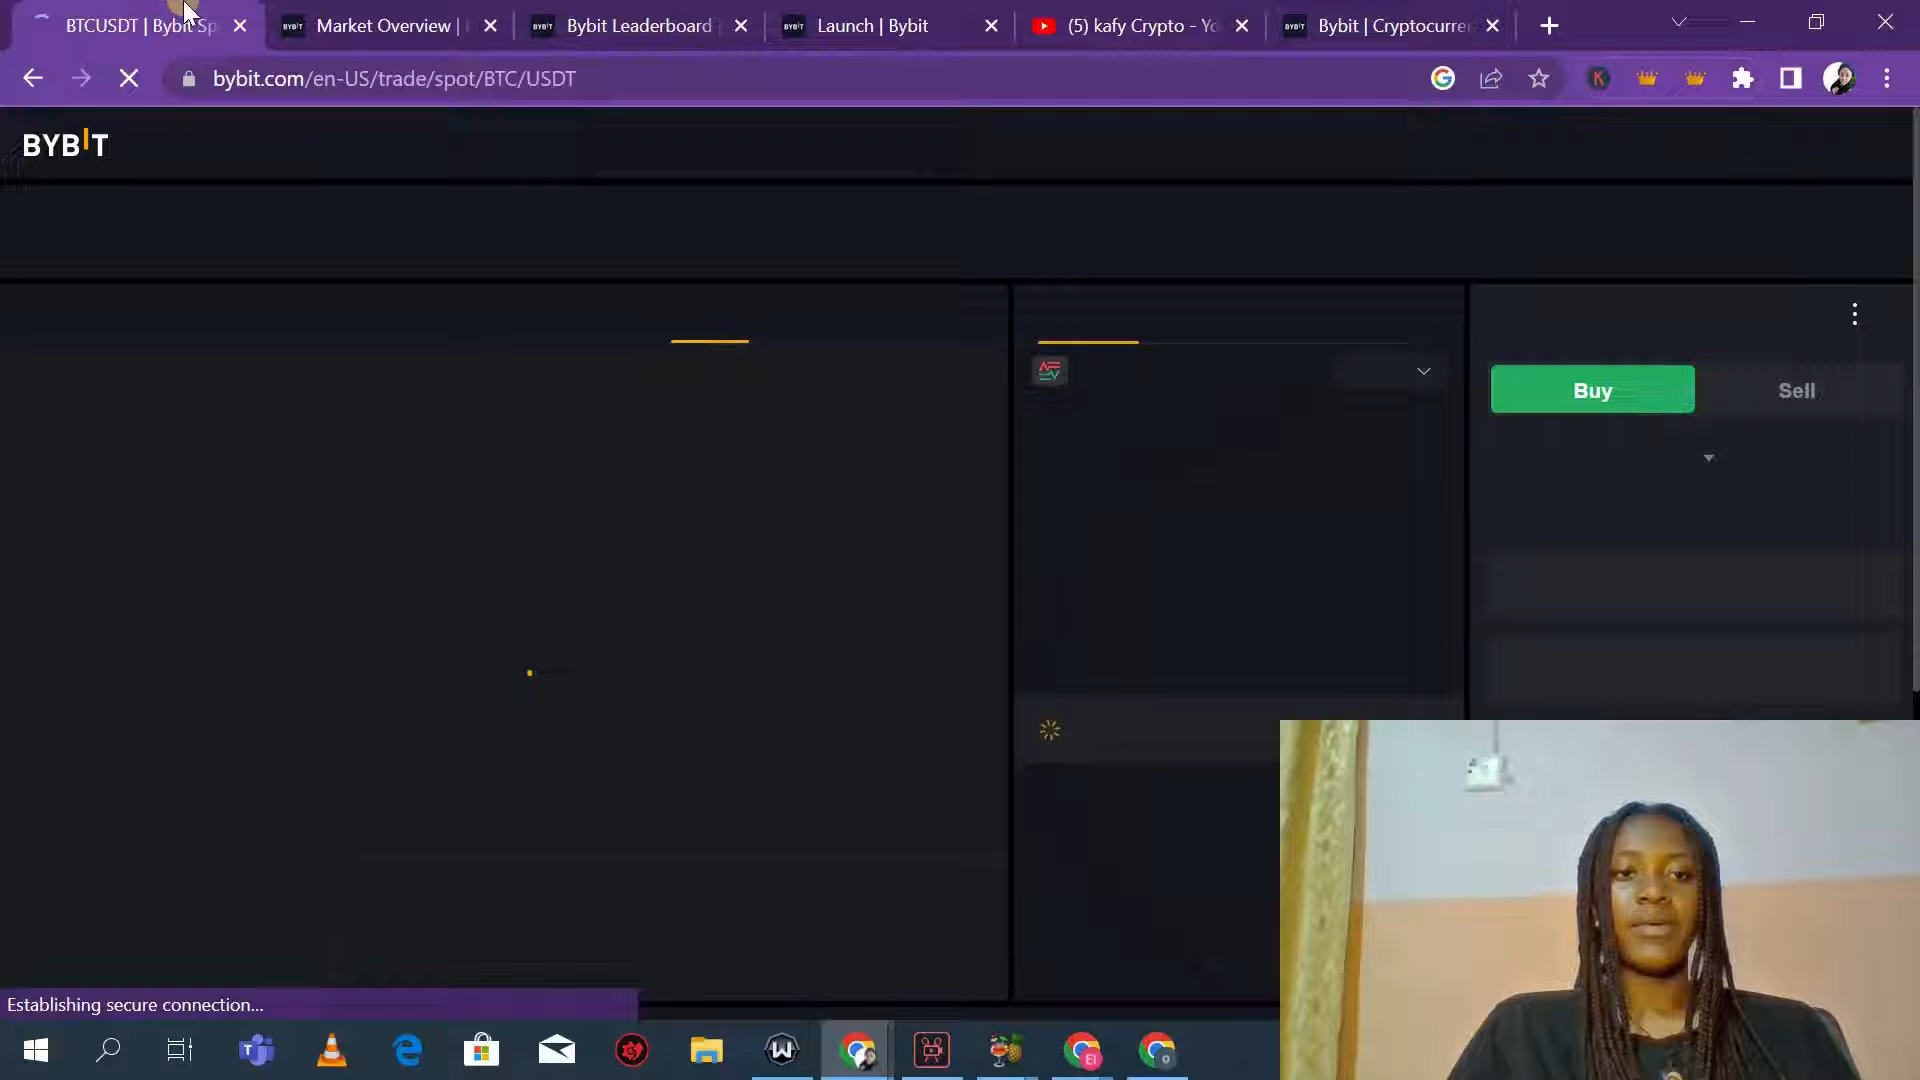 BTCUSDT | Bybit Sp
Market Overview |
Bybit Leaderboard
Launch | Bybit
(5) kafy Crypto - Yo
Bybit | Cryptocurrer
bybit.com/en-US/trade/spot/BTC/USDT
BYBIT
Buy
Sell
Establishing secure connection...